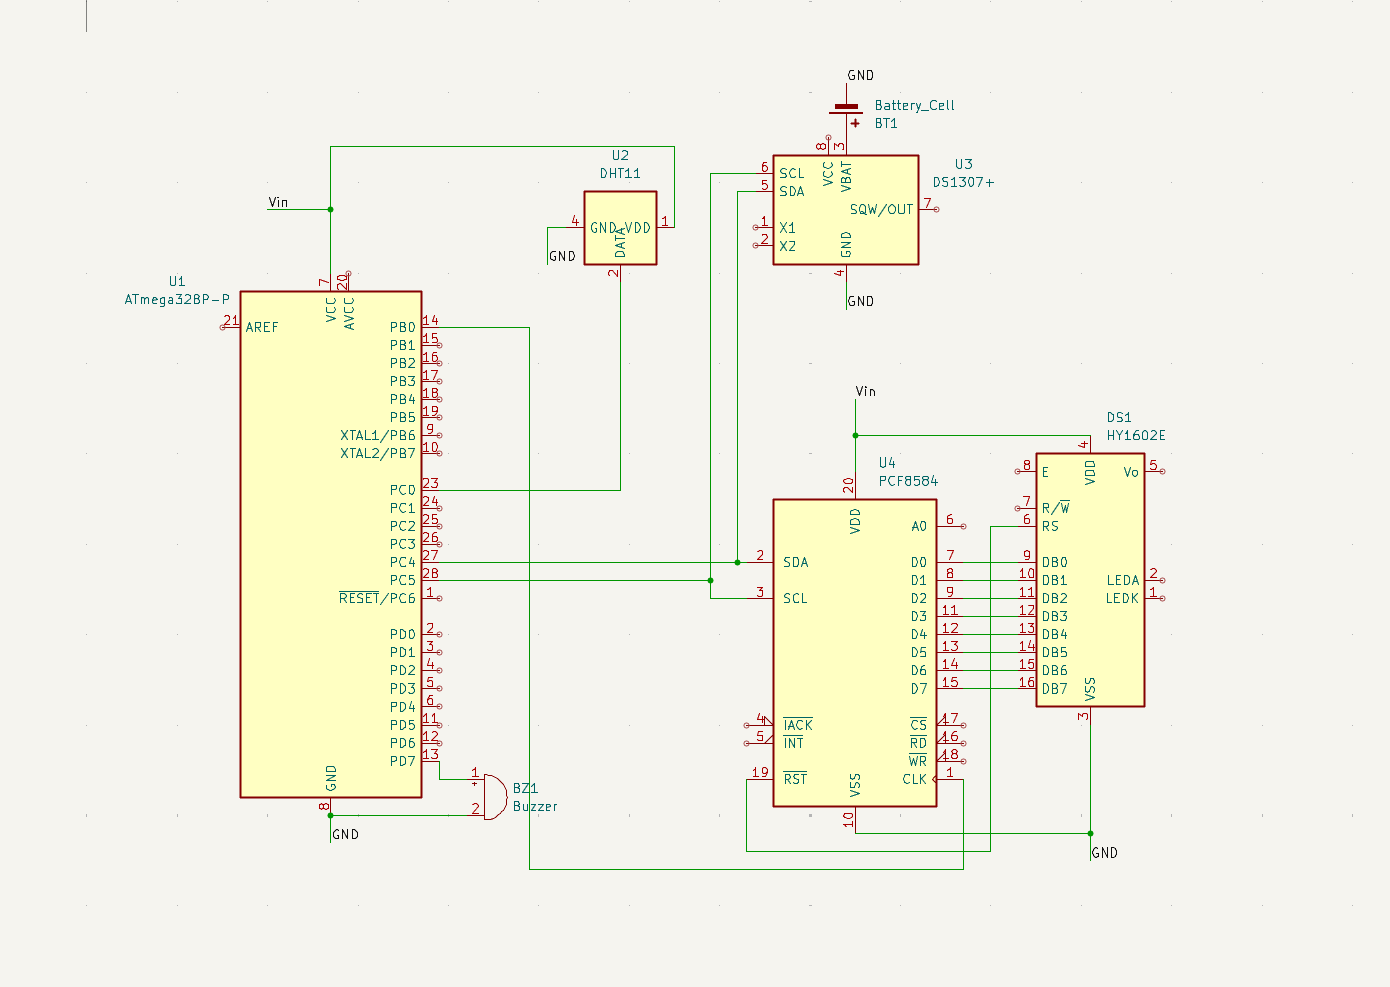 GND
Battery_Cell
BT1
+
8
3
U2
DHT11
6
SCL
VCC
VBAT
U3
DS1307+
5
SDA
Vin
SQW/OUT
7
4
GND
VDD
1
DATA
1
X1
2
X2
GND
GND
2
4
GND
U1
ATmega328P-P
7
20
VCC
AVCC
21
AREF
PB0
14
PB1
15
PB2
16
PB3
17
PB4
18
PB5
19
XTAL1/PB6
9
XTAL2/PB7
10
PC0
23
PC1
24
PC2
25
PC3
26
PC4
27
PC5
28
RESET/PC6
1
PD0
2
PD1
3
PD2
4
PD3
5
PD4
6
PD5
11
PD6
12
PD7
13
GND
8
GND
1
+
2
BZ1
Buzzer
Vin
U4
PCF8584
20
VDD
A0
6
2
SDA
3
SCL
D0
7
D1
8
D2
9
D3
11
D4
12
D5
13
D6
14
D7
15
4
IACK
5
INT
19
RST
CS
17
RD
16
WR
18
CLK
1
VSS
10
DS1
HY1602E
4
VDD
8
E
Vo
5
7
R/W
6
RS
9
DB0
10
DB1
11
DB2
12
DB3
13
DB4
14
DB5
15
DB6
16
DB7
LEDA
2
LEDK
1
VSS
3
GND